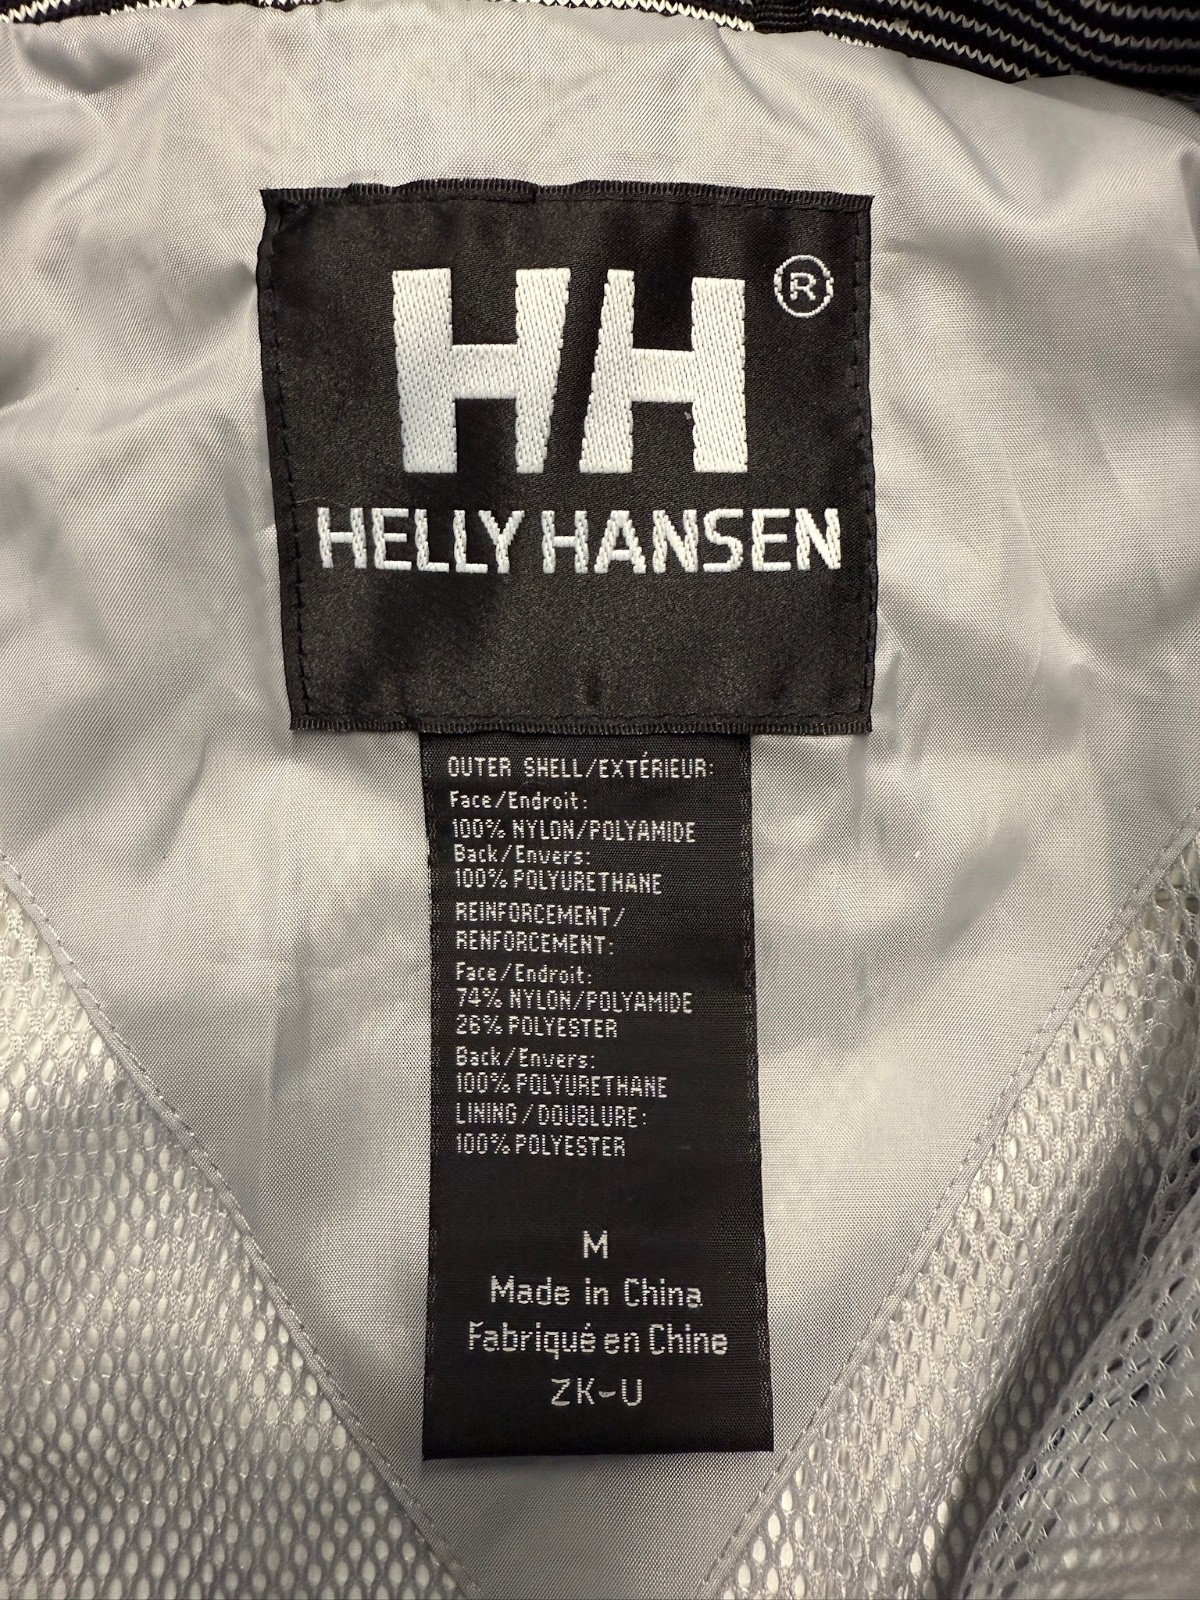 HH®
HELLY HANSEN
OUTER SHELL/EXTÉRIEUR:
Face/Endroit:
100% NYLON/POLYAMIDE
Back/Envers:
100% POLYURETHANE
REINFORCEMENT/
RENFORCEMENT:
Face/Endroit:
74% NYLON/POLYAMIDE
26% POLYESTER
Back/Envers:
100% POLYURETHANE
LINING/DOUBLURE:
100% POLYESTER
M
Made in China
Fabriqué en Chine
ZK-U